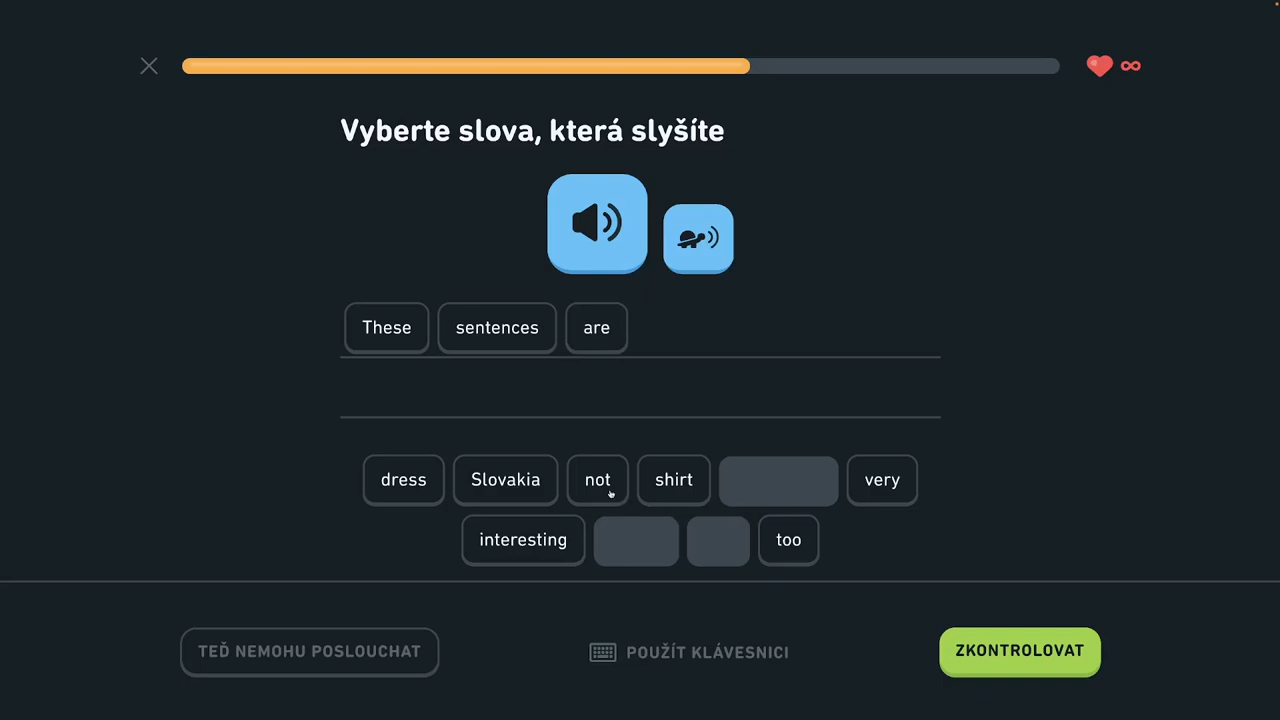 Vyberte slova, která slyšíte
These sentences are
dress Slovakia not shirt very
interesting too
TEĎ NEMOHU POSLOUCHAT POUŽÍT KLÁVESNICI ZKONTROLOVAT